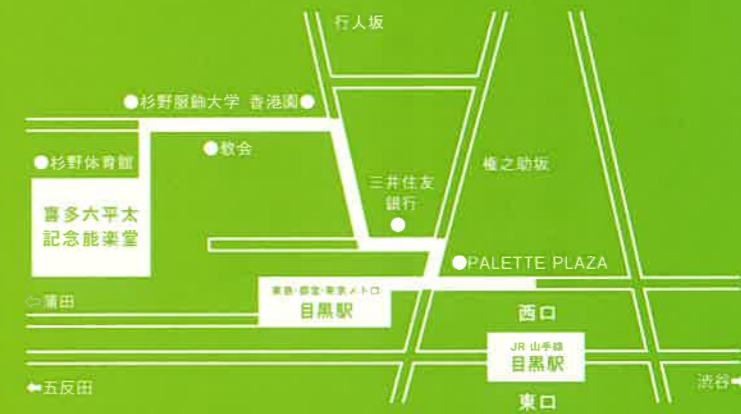 行人坂
●杉野服飾大学 香港園●
●教会
●杉野体育館
三井住友
銀行
●
権之助坂
喜多六平太
記念能楽堂
●PALETTE PLAZA
⇦蒲田
東急・都営・東京メトロ
目黒駅
西口
JR 山手線
目黒駅
⬅五反田
渋谷➡
東口